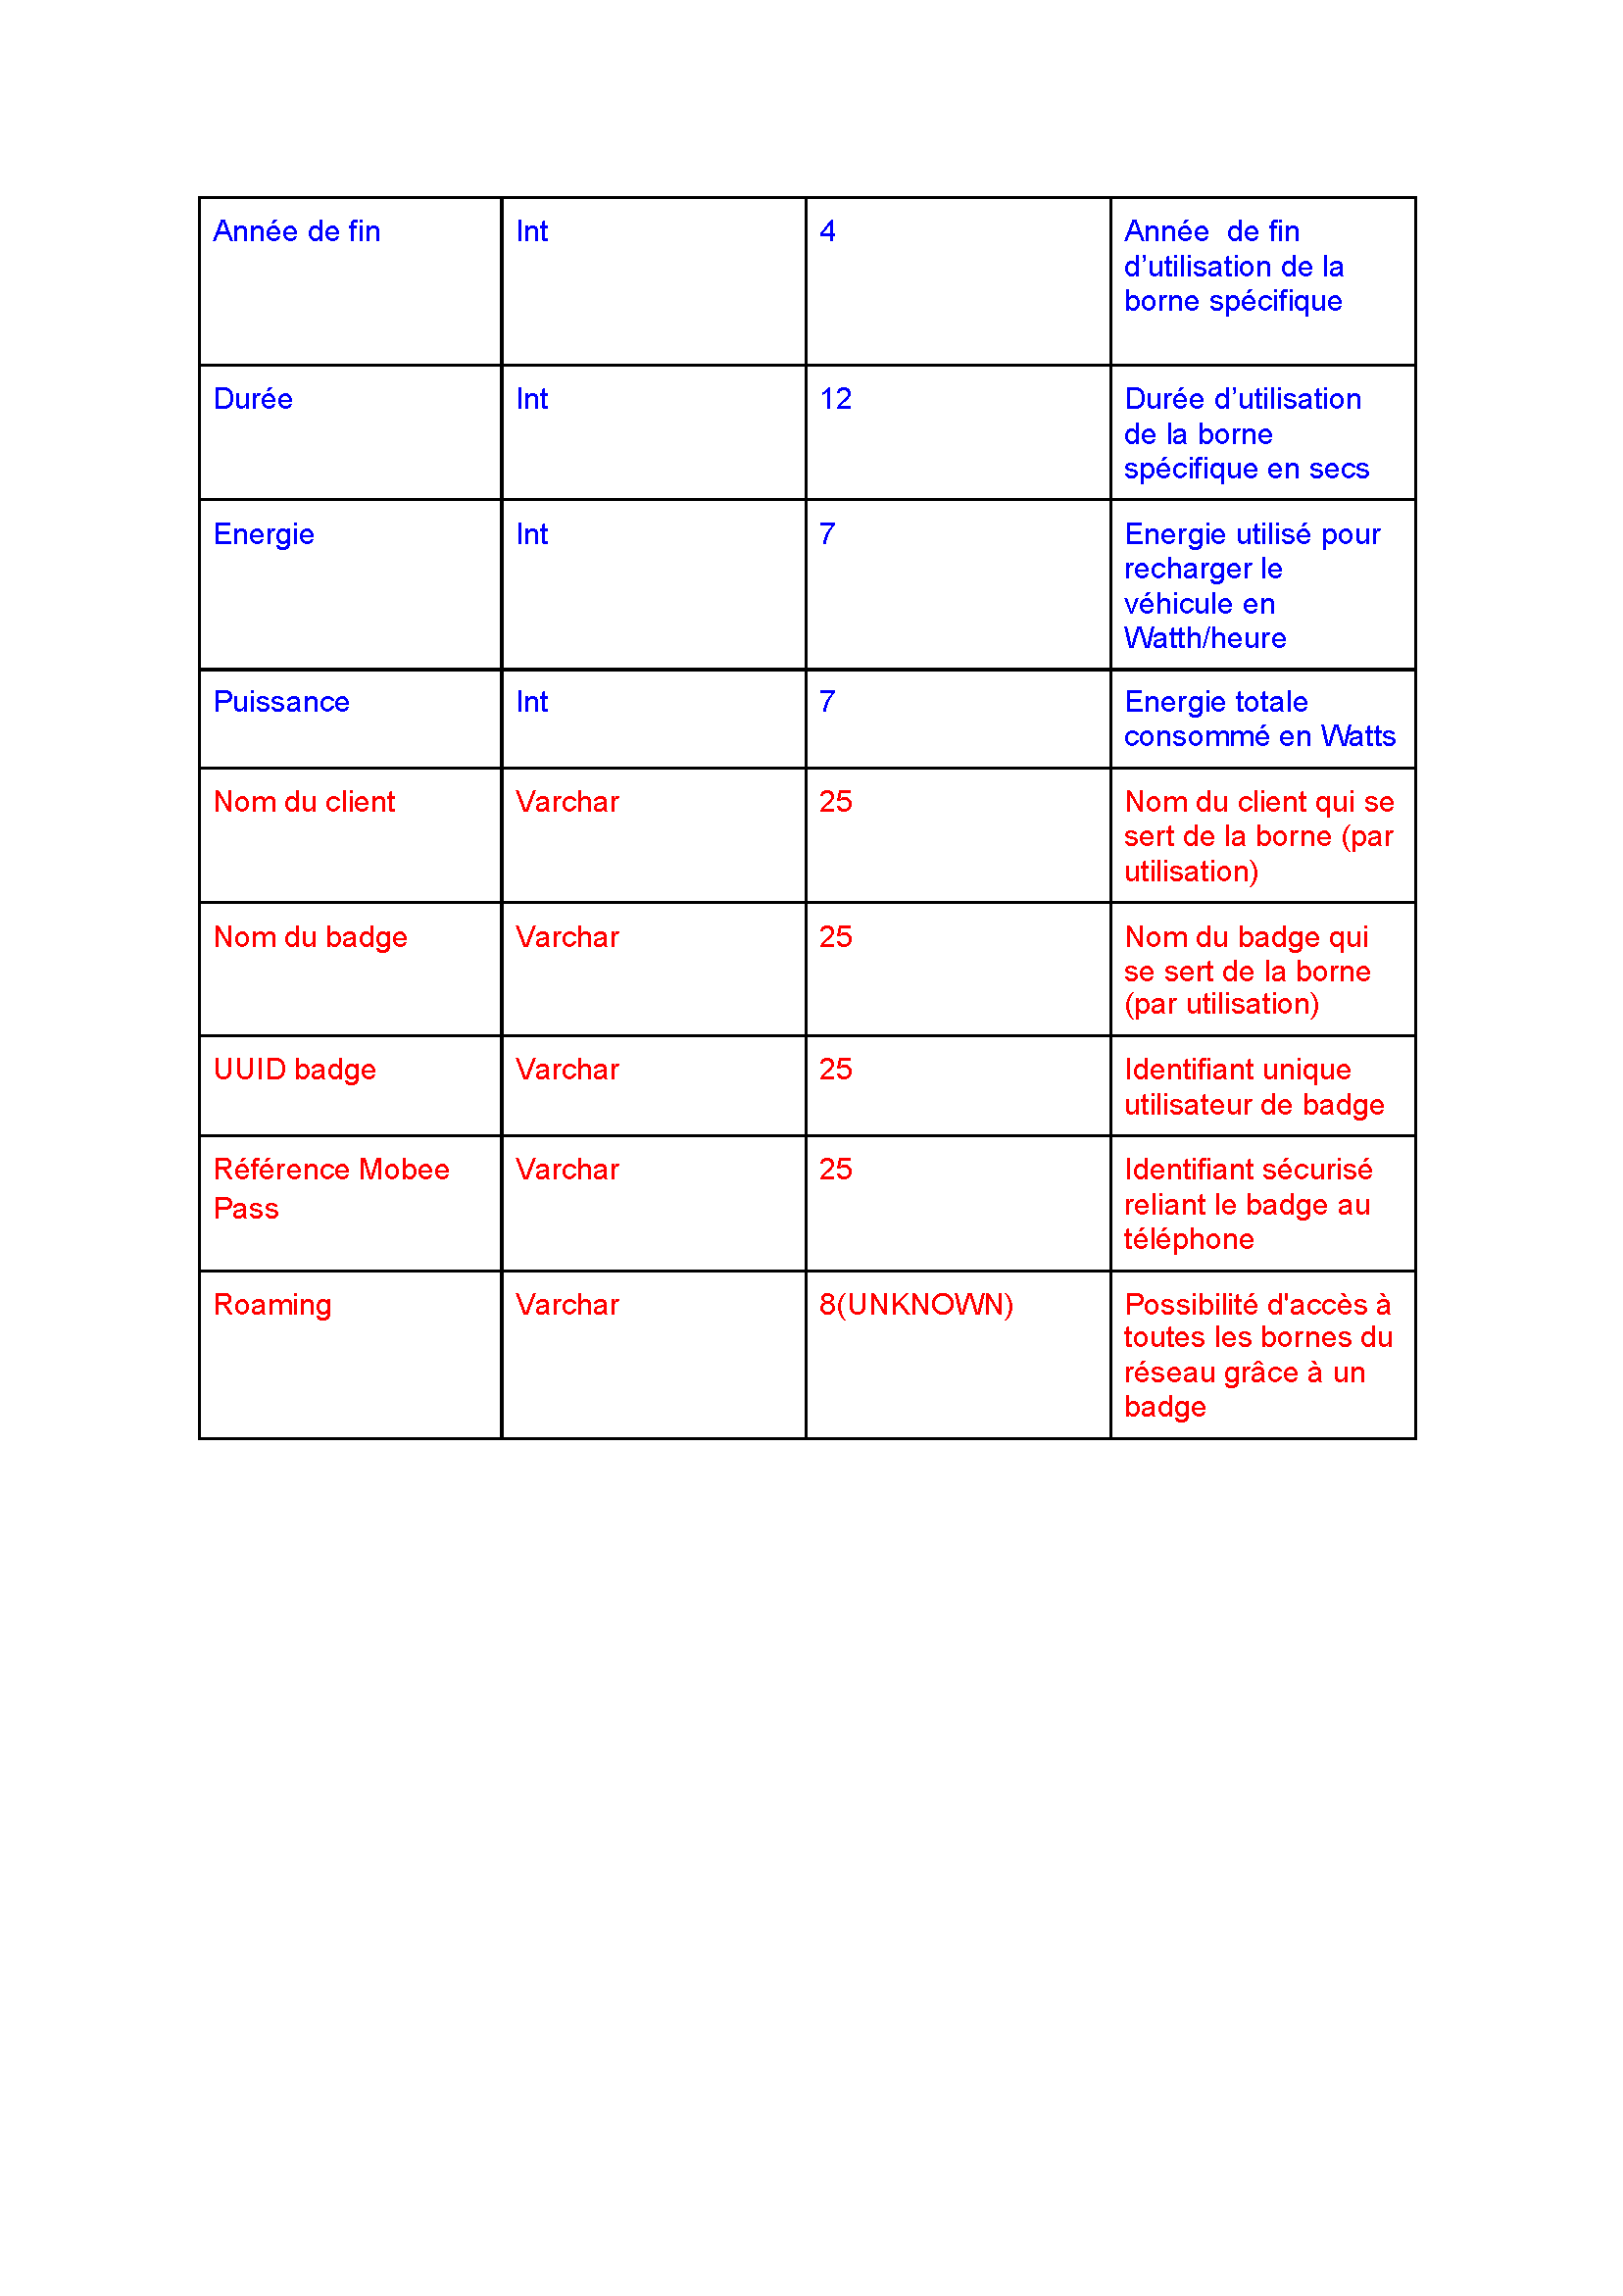 Année de fin
Int
4
Année  de fin
d’utilisation de la
borne spécifique
Durée
Int
12
Durée d’utilisation
de la borne
spécifique en secs
Energie
Int
7
Energie utilisé pour
recharger le
véhicule en
Watth/heure
Puissance
Int
7
Energie totale
consommé en Watts
Nom du client
Varchar
25
Nom du client qui se
sert de la borne (par
utilisation)
Nom du badge
Varchar
25
Nom du badge qui
se sert de la borne
(par utilisation)
UUID badge
Varchar
25
Identifiant unique
utilisateur de badge
Référence Mobee
Pass
Varchar
25
Identifiant sécurisé
reliant le badge au
téléphone
Roaming
Varchar
8(UNKNOWN)
Possibilité d'accès à
toutes les bornes du
réseau grâce à un
badge